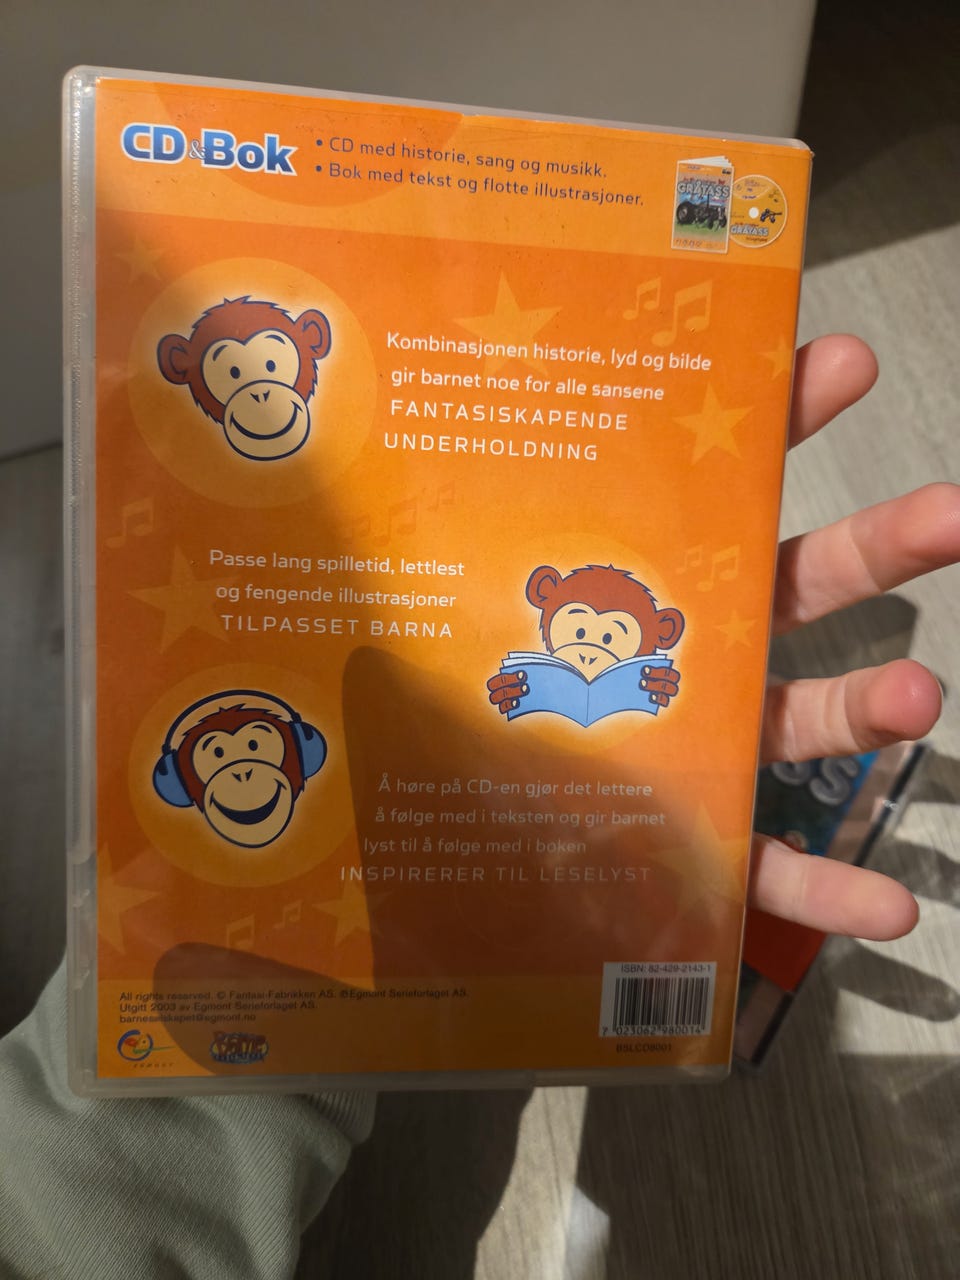 CD & Bok
• CD med historie, sang og musikk.
• Bok med tekst og flotte illustrasjoner.
GRÅTASS
GRÅTASS
Kombinasjonen historie, lyd og bilde
gir barnet noe for alle sansene
FANTASISKAPENDE
UNDERHOLDNING
Passe lang spilletid, lettlest
og fengende illustrasjoner
TILPASSET BARNA
Å høre på CD-en gjør det lettere
å følge med i teksten og gir barnet
lyst til å følge med i boken
INSPIRERER TIL LESELYST
ISBN: 82-429-2143-1
7 023062 980014
BSLCD8001
All rights reserved. © Fantasi-Fabrikken AS. ®Egmont Serieforlaget AS.
Utgitt 2003 av Egmont Serieforlaget AS.
barneselskapet@egmont.no
EGMONT